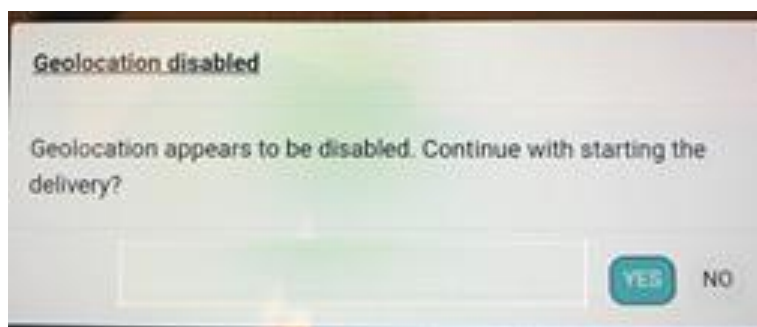 Geolocation disabled
Geolocation appears to be disabled. Continue with starting the
delivery?
YES NO